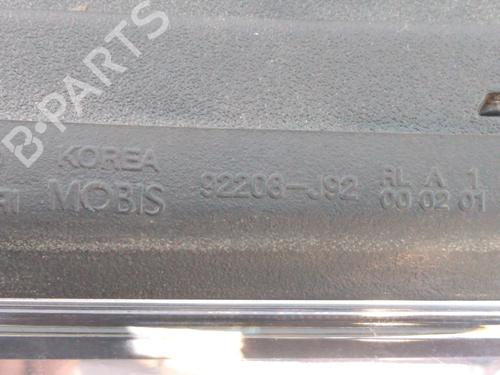 B-PARTS
KOREA
MOBIS
92203-J92
RL A 1
00 02 01